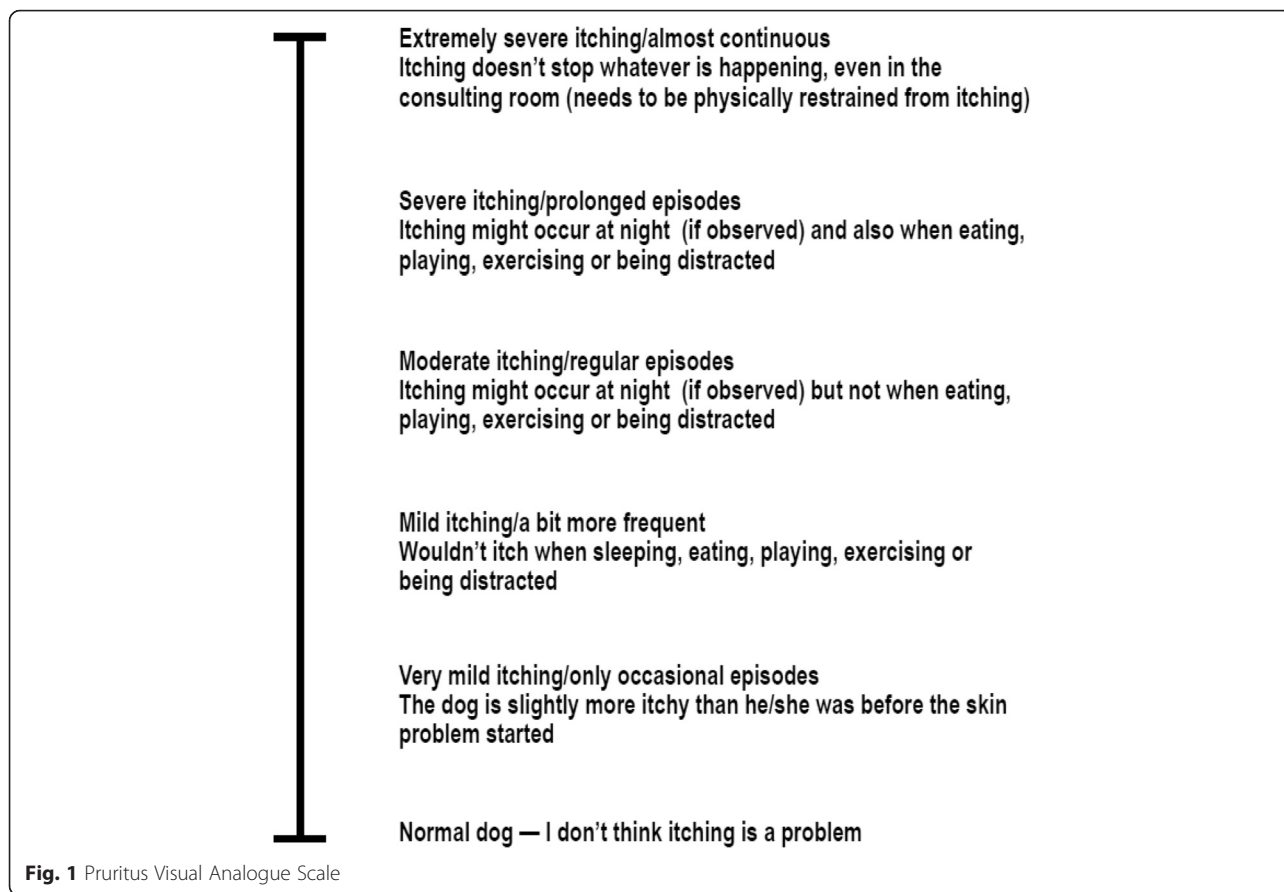 Extremely severe itching/almost continuous
Itching doesn't stop whatever is happening, even in the
consulting room (needs to be physically restrained from itching)
Severe itching/prolonged episodes
Itching might occur at night (if observed) and also when eating,
playing, exercising or being distracted
Moderate itching/regular episodes
Itching might occur at night (if observed) but not when eating,
playing, exercising or being distracted
Mild itching/a bit more frequent
Wouldn't itch when sleeping, eating, playing, exercising or
being distracted
Very mild itching/only occasional episodes
The dog is slightly more itchy than he/she was before the skin
problem started
Normal dog — I don't think itching is a problem
Fig. 1 Pruritus Visual Analogue Scale